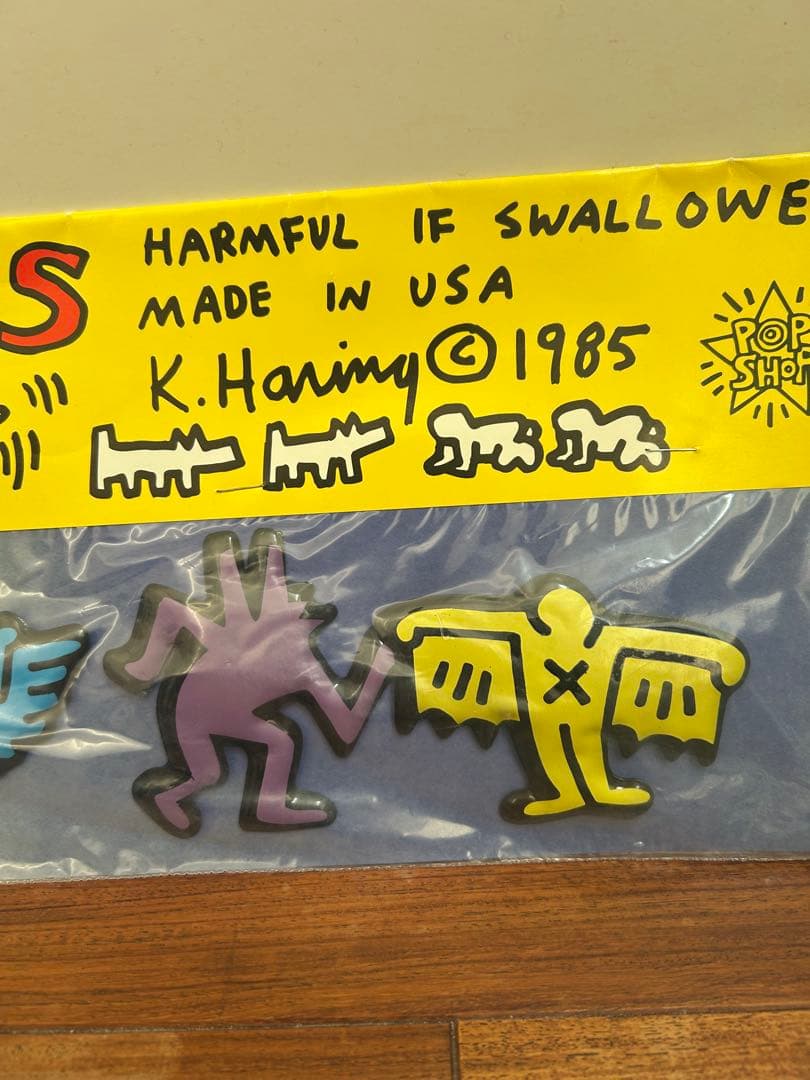 S
HARMFUL IF SWALLOWE
MADE IN USA
K. Haring © 1985
POP
SHOP
X